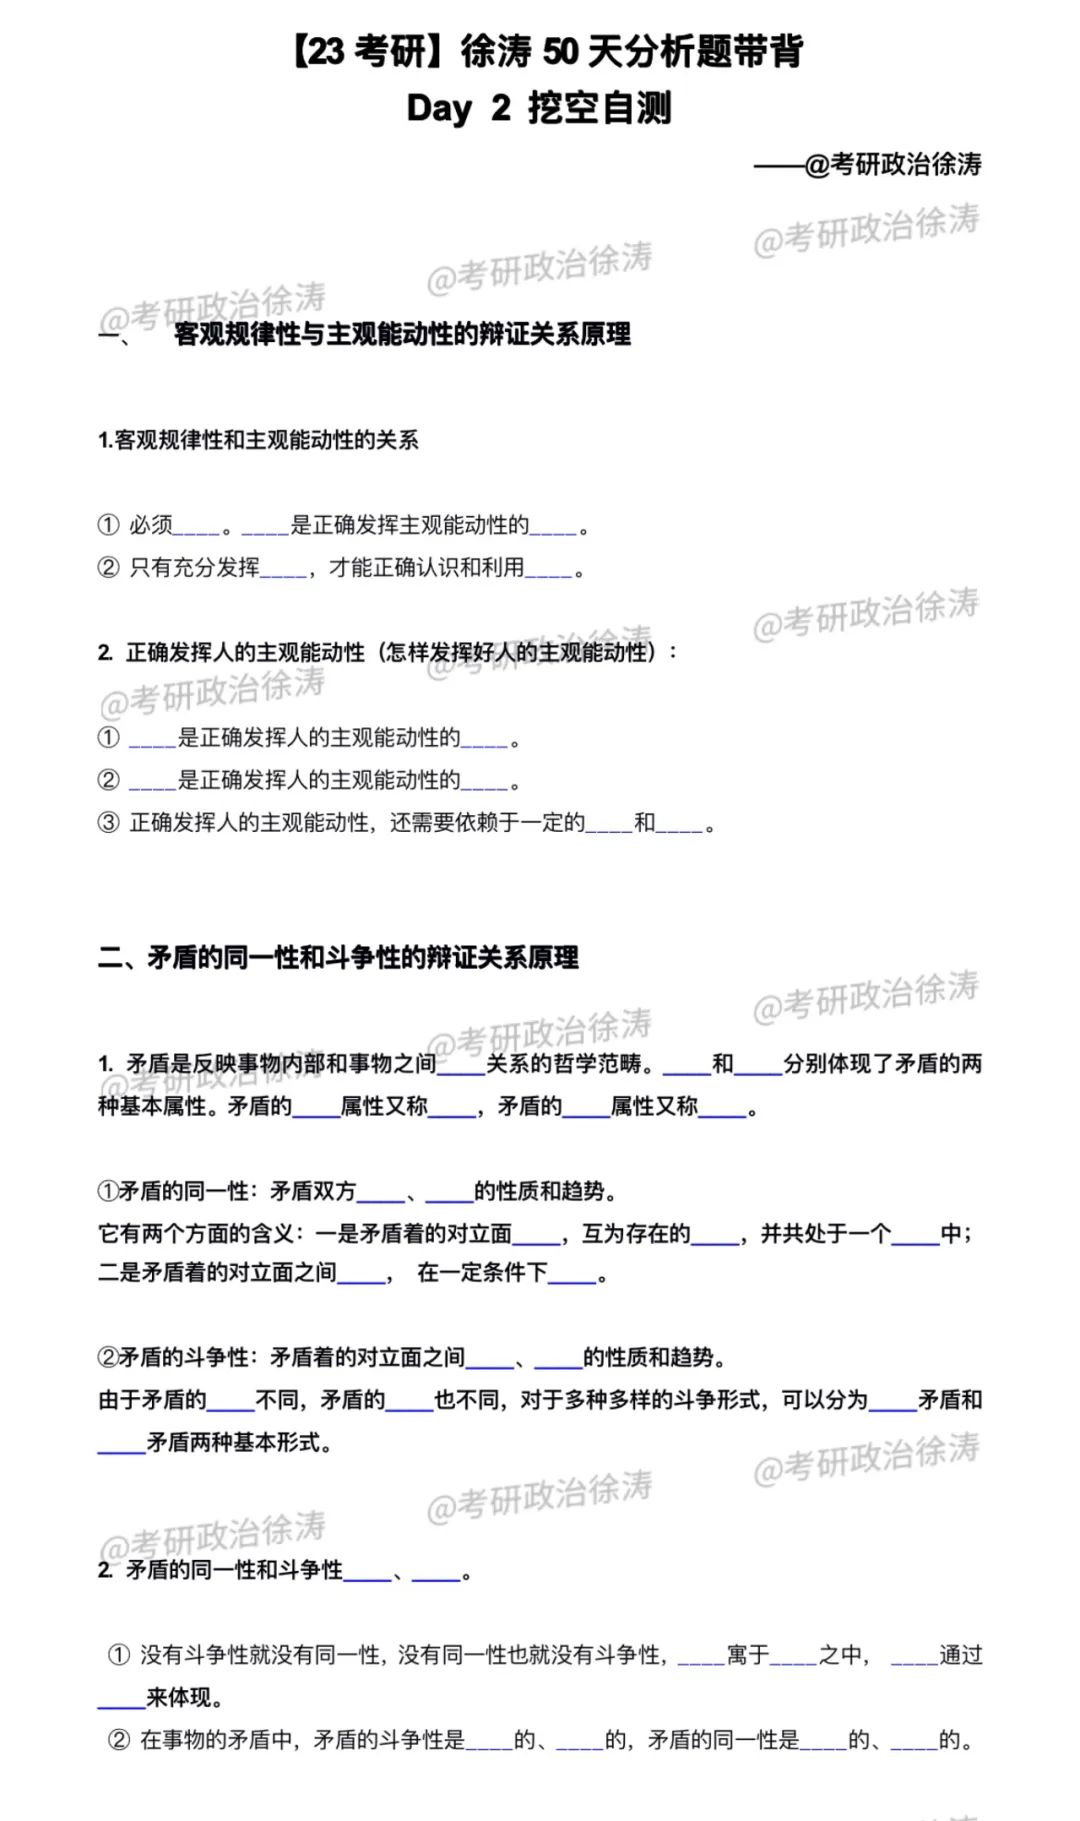 【23 考研】徐涛 50 天分析题带背
Day 2 挖空自测
——@考研政治徐涛
@考研政治徐涛
@考研政治徐涛
@考研政治徐涛
一、 客观规律性与主观能动性的辩证关系原理
1.客观规律性和主观能动性的关系
① 必须____。____是正确发挥主观能动性的____。
② 只有充分发挥____，才能正确认识和利用____。
@考研政治徐涛
@考研政治徐涛
2. 正确发挥人的主观能动性（怎样发挥好人的主观能动性）：
@考研政治徐涛
① ____是正确发挥人的主观能动性的____。
② ____是正确发挥人的主观能动性的____。
③ 正确发挥人的主观能动性，还需要依赖于一定的____和____。
二、矛盾的同一性和斗争性的辩证关系原理
@考研政治徐涛
@考研政治徐涛
1. 矛盾是反映事物内部和事物之间____关系的哲学范畴。____和____分别体现了矛盾的两
@考研政治徐涛
种基本属性。矛盾的____属性又称____，矛盾的____属性又称____。
①矛盾的同一性：矛盾双方____、____的性质和趋势。
它有两个方面的含义：一是矛盾着的对立面____，互为存在的____，并共处于一个____中；
二是矛盾着的对立面之间____， 在一定条件下____。
②矛盾的斗争性：矛盾着的对立面之间____、____的性质和趋势。
由于矛盾的____不同，矛盾的____也不同，对于多种多样的斗争形式，可以分为____矛盾和
____矛盾两种基本形式。
@考研政治徐涛
@考研政治徐涛
@考研政治徐涛
2. 矛盾的同一性和斗争性____、____。
① 没有斗争性就没有同一性，没有同一性也就没有斗争性，____寓于____之中， ____通过
____来体现。
② 在事物的矛盾中，矛盾的斗争性是____的、____的，矛盾的同一性是____的、____的。